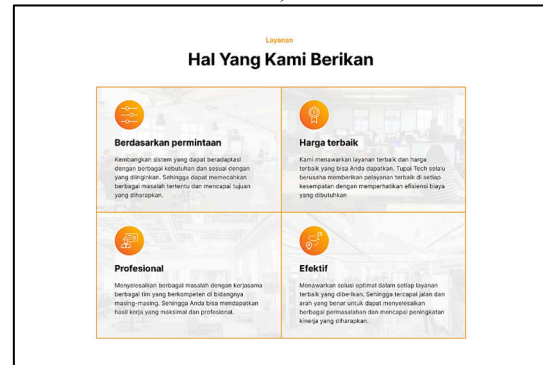 Layanan
Hal Yang Kami Berikan
Berdasarkan permintaan
Kembangkan sistem yang dapat beradaptasi
dengan berbagai kebutuhan dan sesuai dengan
yang diinginkan. Sehingga dapat memecahkan
berbagai masalah tertentu dan mencapai tujuan
yang diharapkan.
Harga terbaik
Kami menawarkan layanan terbaik dan harga
terbaik yang bisa Anda dapatkan. Tupai Tech selalu
berusaha memberikan pelayanan terbaik di setiap
kesempatan dengan memperhatikan efisiensi biaya
yang dibutuhkan
Profesional
Menyelesaikan berbagai masalah dengan kerjasama
berbagai tim yang berkompeten di bidangnya
masing-masing. Sehingga Anda bisa mendapatkan
hasil kerja yang maksimal dan profesional.
Efektif
Menawarkan solusi optimal dalam setiap layanan
terbaik yang diberikan. Sehingga tercapai jalan dan
arah yang benar untuk dapat menyelesaikan
berbagai permasalahan dan mencapai peningkatan
kinerja yang diharapkan.